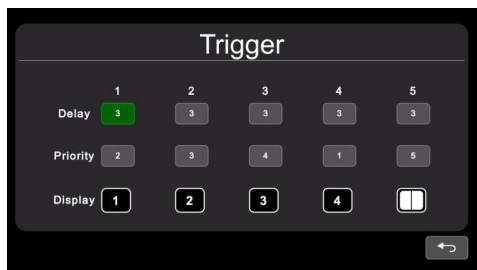 Trigger
1 2 3 4 5
Delay 3 3 3 3 3
Priority 2 3 4 1 5
Display 1 2 3 4